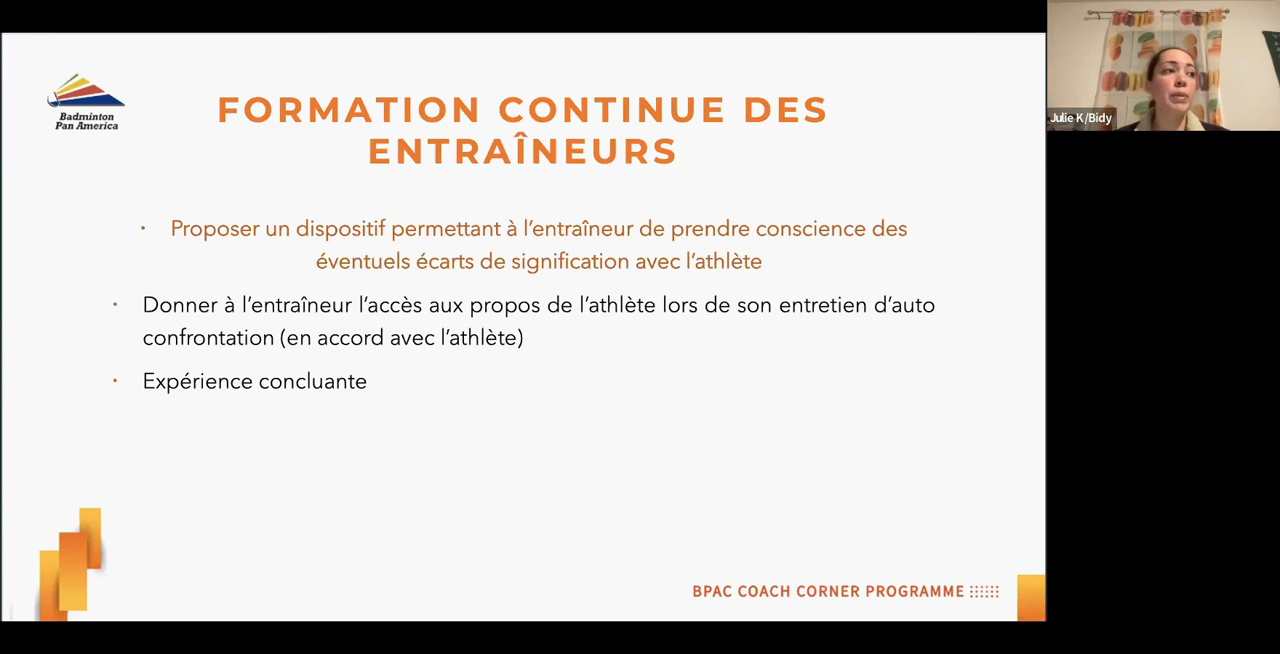 Badminton
Pan America
FORMATION CONTINUE DES
ENTRAÎNEURS
· Proposer un dispositif permettant à l'entraîneur de prendre conscience des
éventuels écarts de signification avec l'athlète
· Donner à l'entraîneur l'accès aux propos de l'athlète lors de son entretien d'auto
confrontation (en accord avec l'athlète)
· Expérience concluante
BPAC COACH CORNER PROGRAMME
Julie K/Bidy